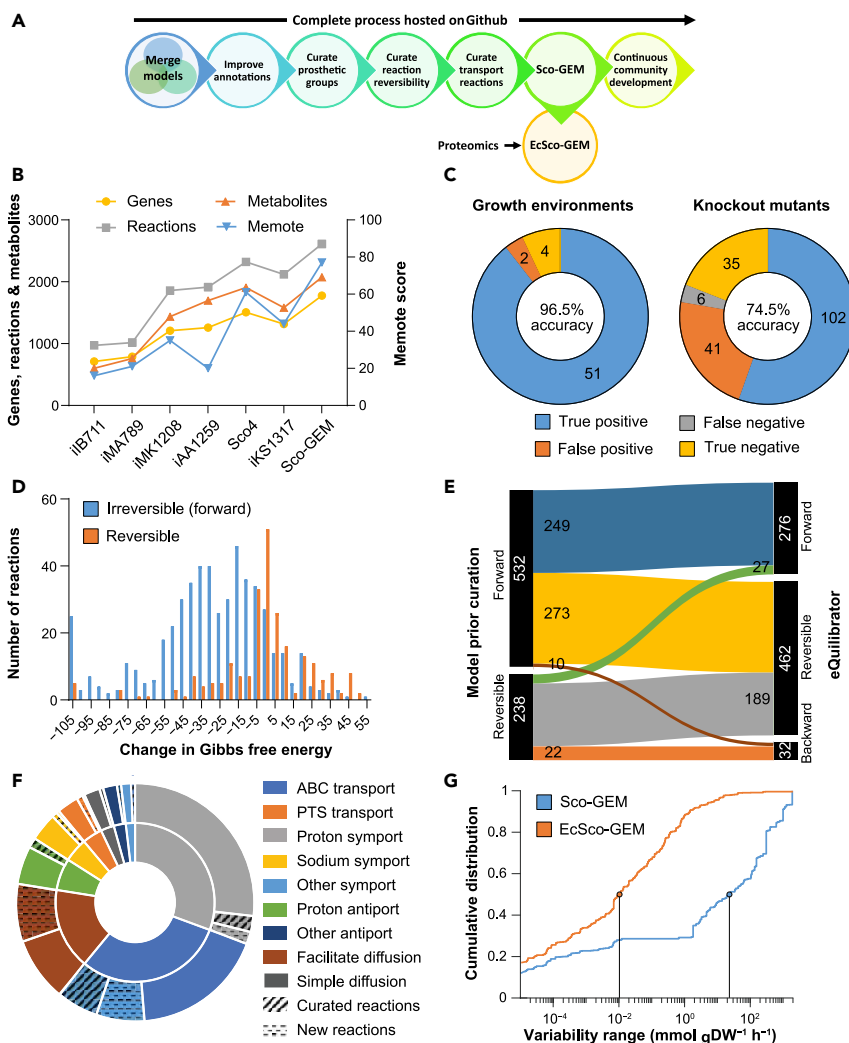 A
Complete process hosted on Github
Merge
models
Improve
annotations
Curate
prosthetic
groups
Curate
reaction
reversibility
Curate
transport
reactions
Sco-GEM
Continuous
community
development
Proteomics
EcSco-GEM
B
Genes
Metabolites
Reactions
Memote
Genes, reactions & metabolites
3000
2000
1000
0
100
80
60
40
20
0
Memote score
iIB711
iMA789
iMK1208
iAA1259
Sco4
iKS1317
Sco-GEM
C
Growth environments
2
4
96.5%
accuracy
51
Knockout mutants
35
6
74.5%
accuracy
102
41
True positive
False negative
False positive
True negative
D
Irreversible (forward)
Reversible
Number of reactions
60
40
20
0
−105
−95
−85
−75
−65
−55
−45
−35
−25
−15
−5
5
15
25
35
45
55
Change in Gibbs free energy
E
Model prior curation
Forward
532
Reversible
238
249
273
10
22
27
189
276
Forward
462
Reversible
32
Backward
eQuilibrator
F
ABC transport
PTS transport
Proton symport
Sodium symport
Other symport
Proton antiport
Other antiport
Facilitate diffusion
Simple diffusion
Curated reactions
New reactions
G
Sco-GEM
EcSco-GEM
Cumulative distribution
1
0.8
0.6
0.4
0.2
0
10⁻⁴
10⁻²
10⁰
10²
Variability range (mmol gDW⁻¹ h⁻¹)